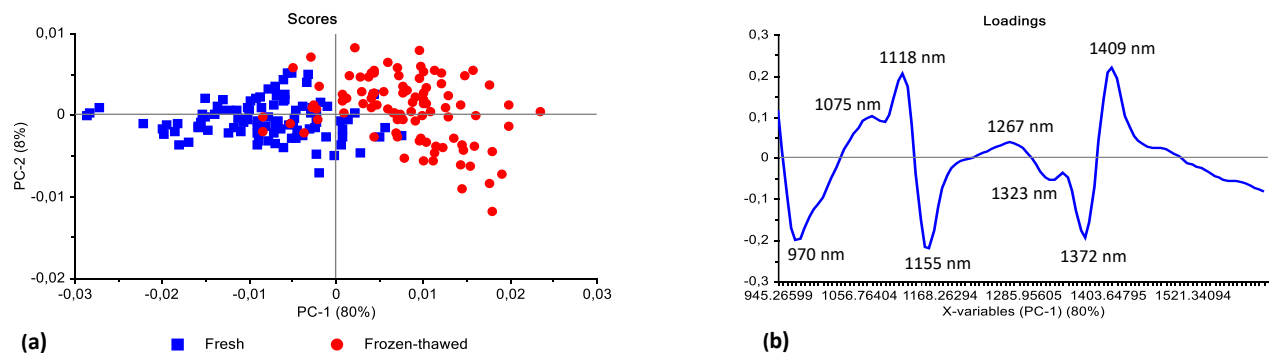 Scores
0,01
0
-0,01
-0,02
PC-2 (8%)
-0,03 -0,02 -0,01 0 0,01 0,02 0,03
PC-1 (80%)
(a) Fresh Frozen-thawed
Loadings
0,3
0,2
0,1
0
-0,1
-0,2
-0,3
1409 nm
1118 nm
1075 nm
1267 nm
1323 nm
970 nm
1155 nm
1372 nm
945.26599 1056.76404 1168.26294 1285.95605 1403.64795 1521.34094
X-variables (PC-1) (80%)
(b)